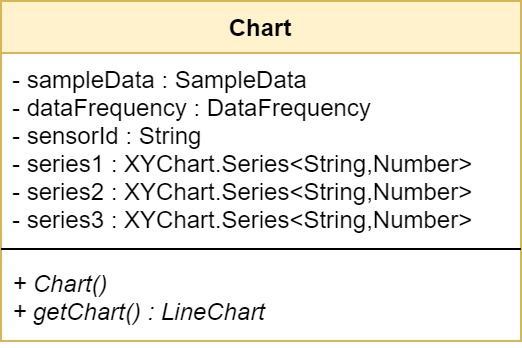 Chart
- sampleData : SampleData
- dataFrequency : DataFrequency
- sensorId : String
- series1 : XYChart.Series<String,Number>
- series2 : XYChart.Series<String,Number>
- series3 : XYChart.Series<String,Number>
+ Chart()
+ getChart() : LineChart